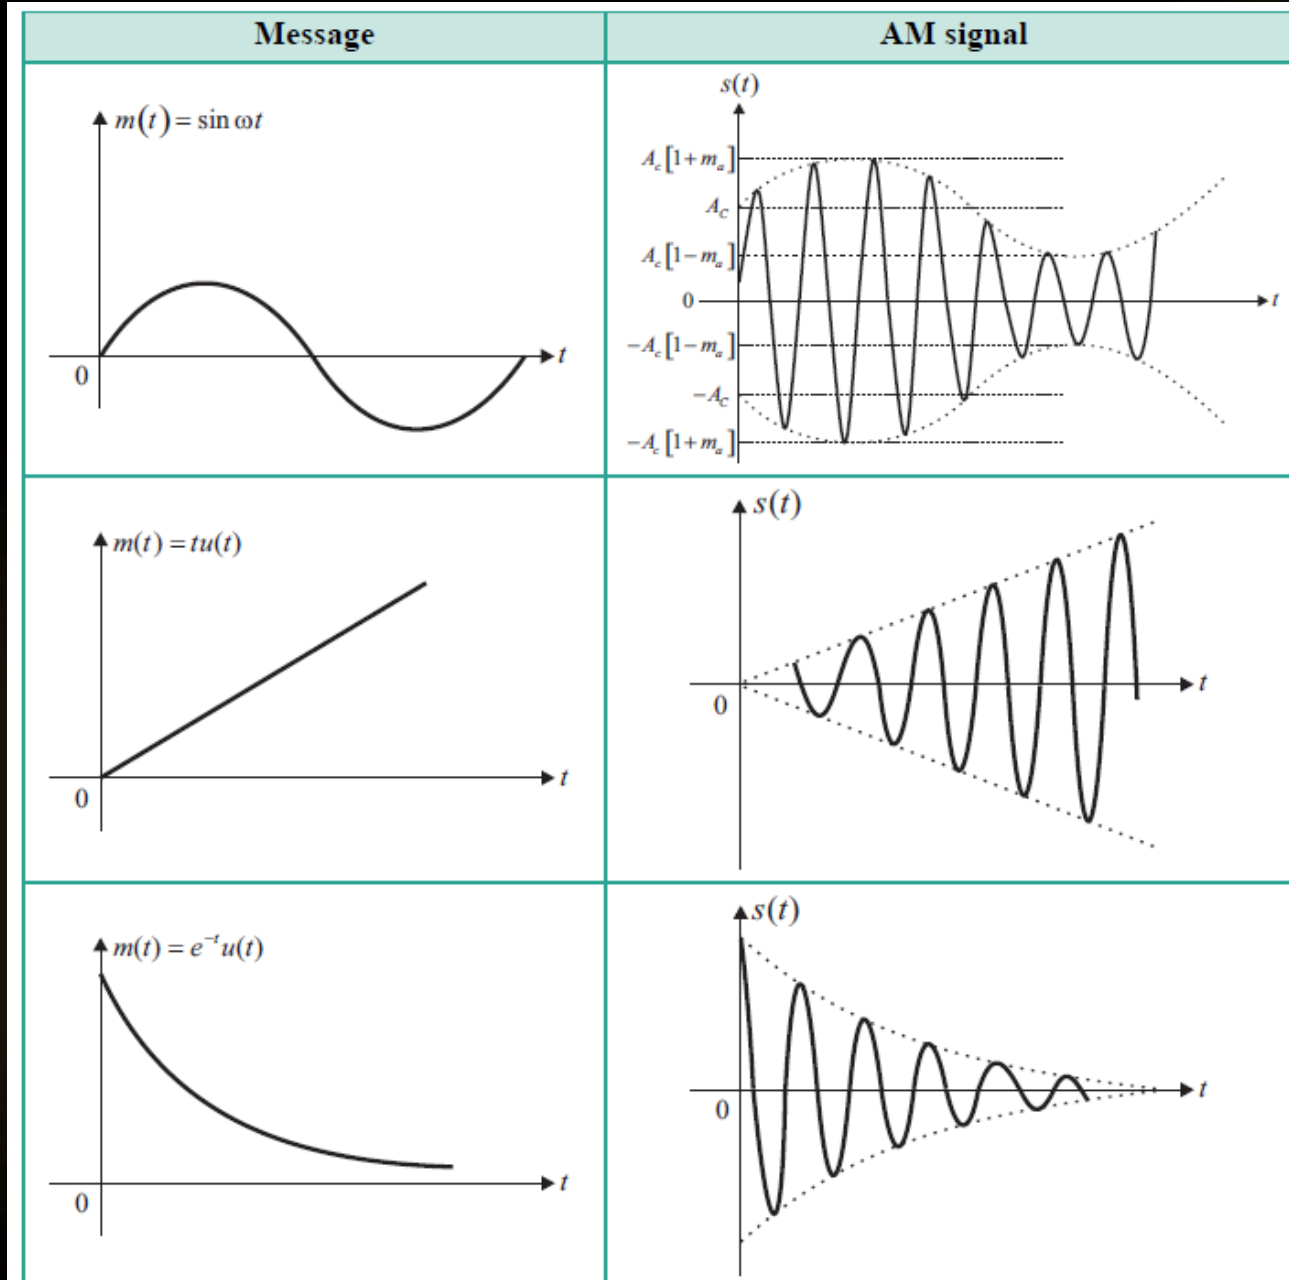 Message
AM signal
m(t) = sin ωt
0
t
s(t)
A_c[1+m_a]
A_C
A_c[1−m_a]
0
−A_c[1−m_a]
−A_C
−A_c[1+m_a]
t
m(t) = tu(t)
0
t
s(t)
0
t
m(t) = e^{−t}u(t)
0
t
s(t)
0
t